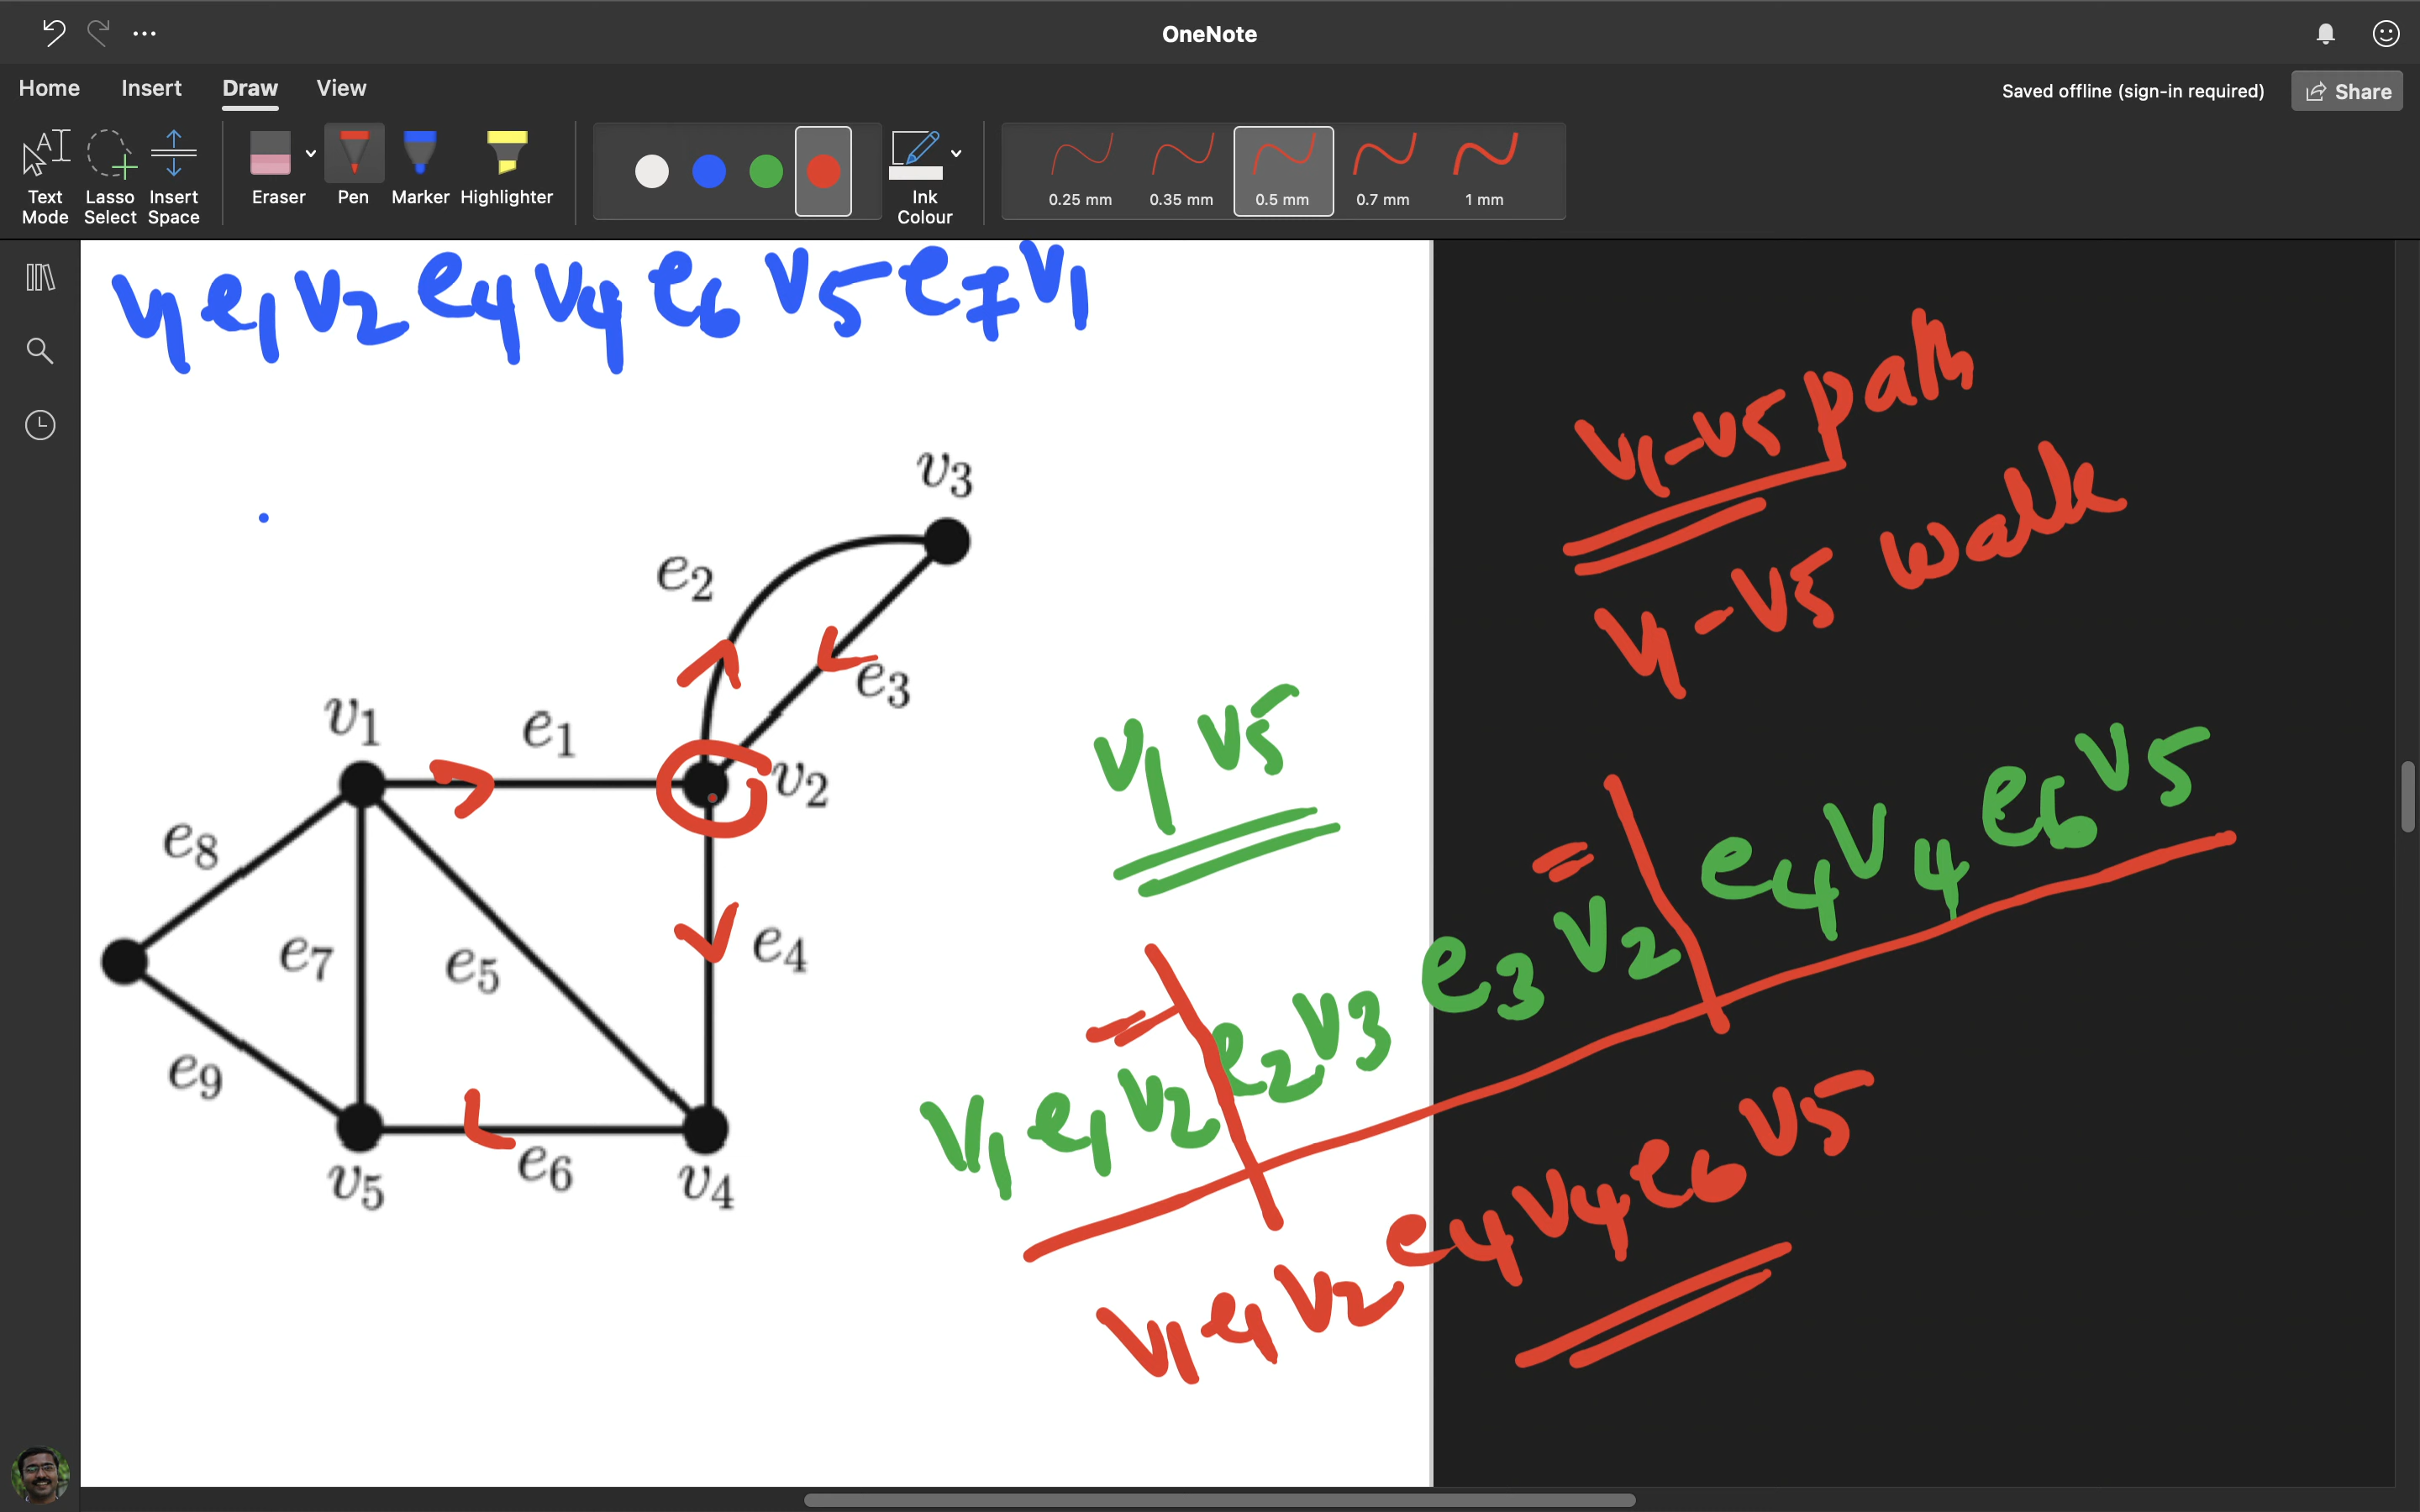 OneNote
Home Insert Draw View
Saved offline (sign-in required)
Share
Text Mode
Lasso Select
Insert Space
Eraser
Pen
Marker
Highlighter
Ink Colour
0.25 mm
0.35 mm
0.5 mm
0.7 mm
1 mm
v1 e1 v2 e4 v4 e6 v5 e7 v1
v1 - v5 path
v1 - v5 walk
v3
e2
e3
v1
e1
v2
v1 v5
e8
e7
e5
e4
e9
v5
e6
v4
v1 e1 v2 e2 v3 e3 v2 e4 v4 e6 v5
v1 e1 v2 e4 v4 e6 v5